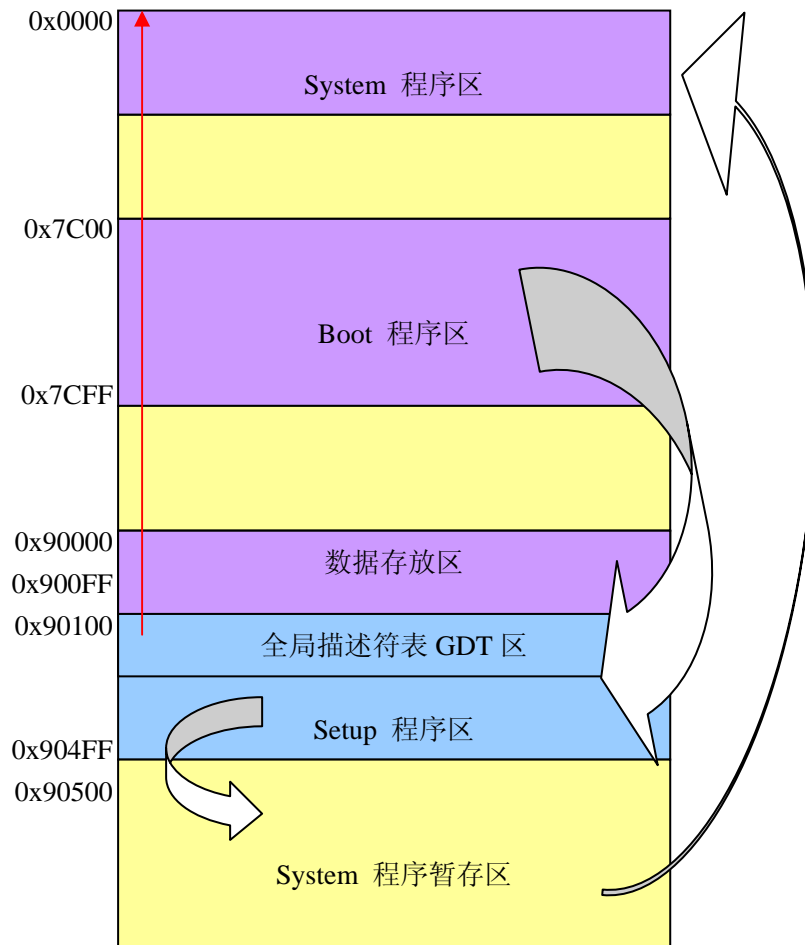 0x0000
System 程序区
0x7C00
Boot 程序区
0x7CFF
0x90000
数据存放区
0x900FF
0x90100
全局描述符表 GDT 区
Setup 程序区
0x904FF
0x90500
System 程序暂存区